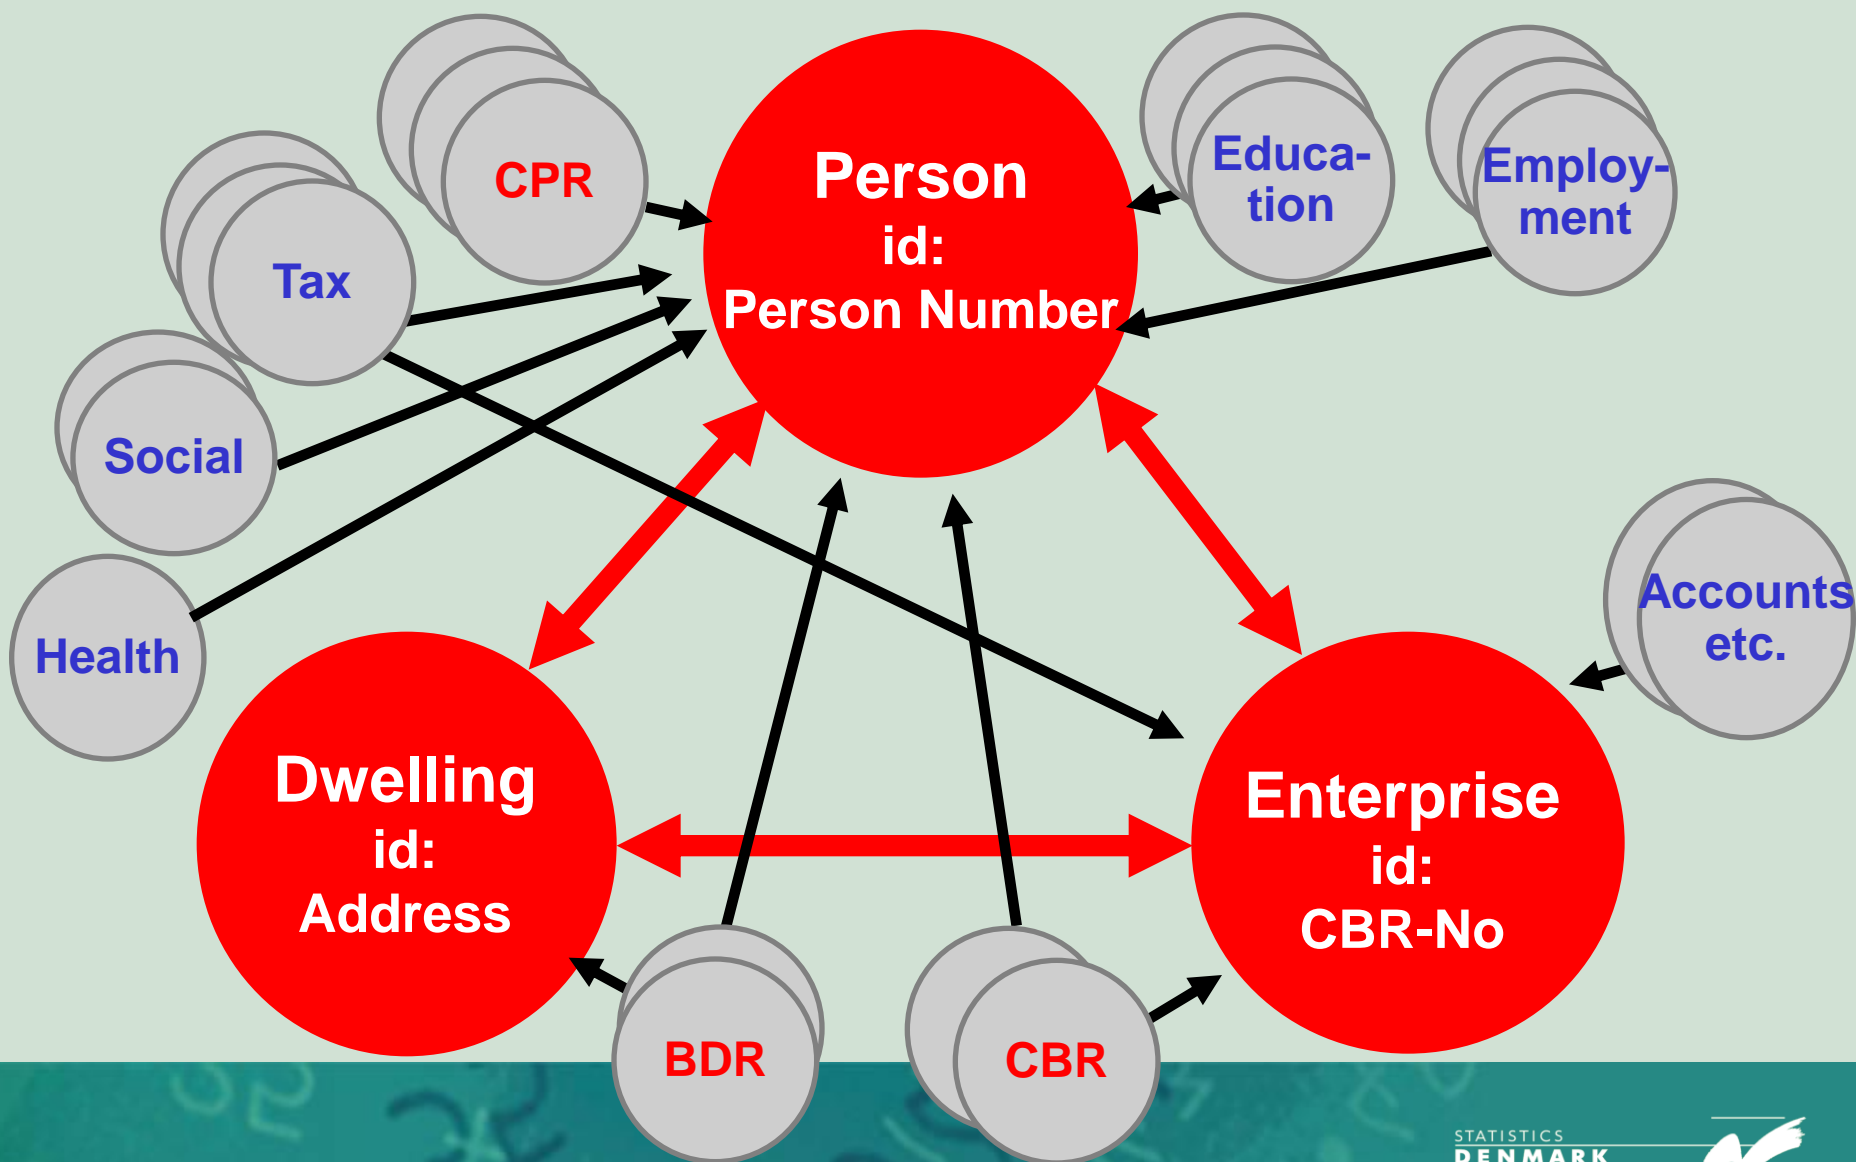 CPR
Person
id:
Person Number
Educa-
tion
Employ-
ment
Tax
Social
Health
Accounts
etc.
Dwelling
id:
Address
Enterprise
id:
CBR-No
BDR
CBR
STATISTICS
DENMARK